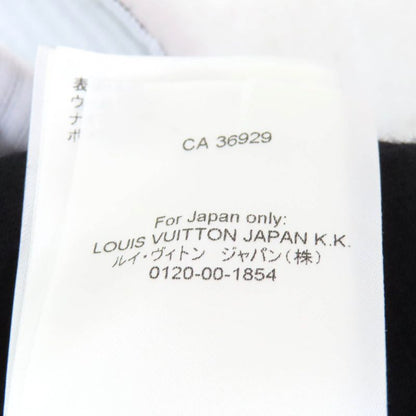 表
ウ
ナ
ポ
CA 36929
For Japan only:
LOUIS VUITTON JAPAN K.K.
ルイ・ヴィトン ジャパン(株)
0120-00-1854